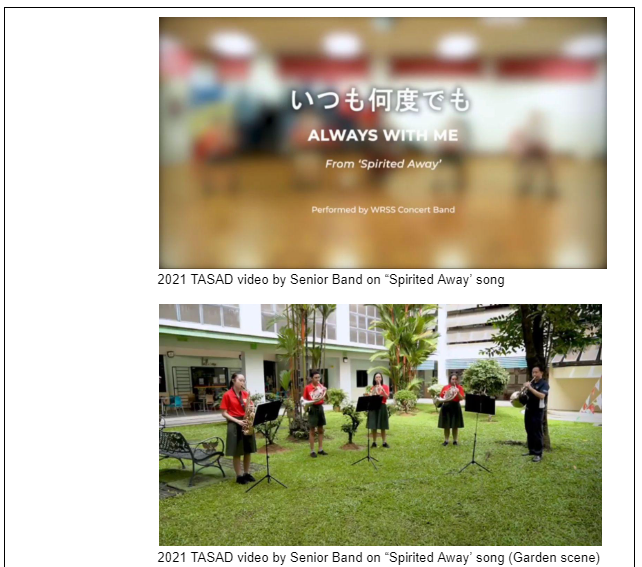 いつも何度でも
ALWAYS WITH ME
From ‘Spirited Away’
Performed by WRSS Concert Band
2021 TASAD video by Senior Band on “Spirited Away’ song
2021 TASAD video by Senior Band on “Spirited Away’ song (Garden scene)